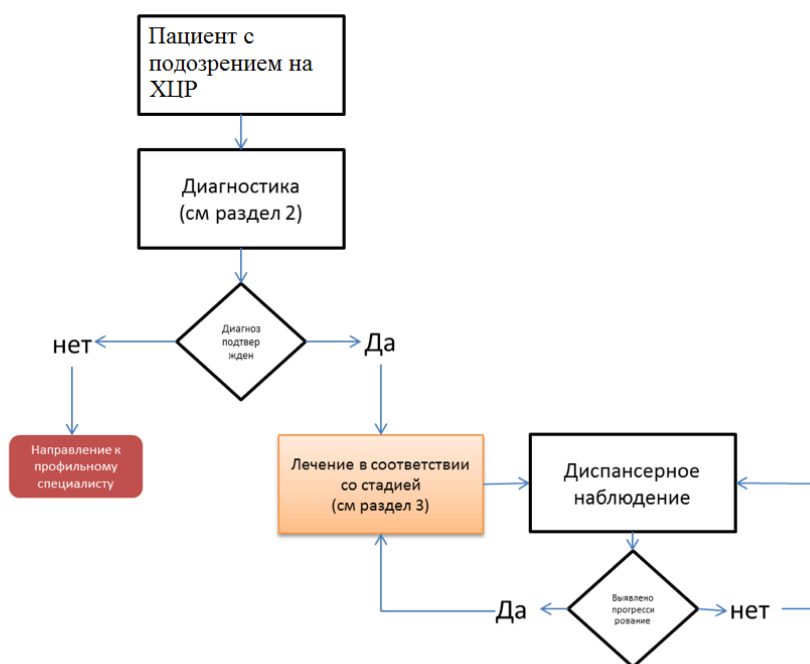 Пациент с
подозрением на
ХЦР
Диагностика
(см раздел 2)
Диагноз
подтвер
жден
нет
Да
Направление к
профильному
специалисту
Лечение в соответствии
со стадией
(см раздел 3)
Диспансерное
наблюдение
Выявлено
прогресси
рование
Да
нет